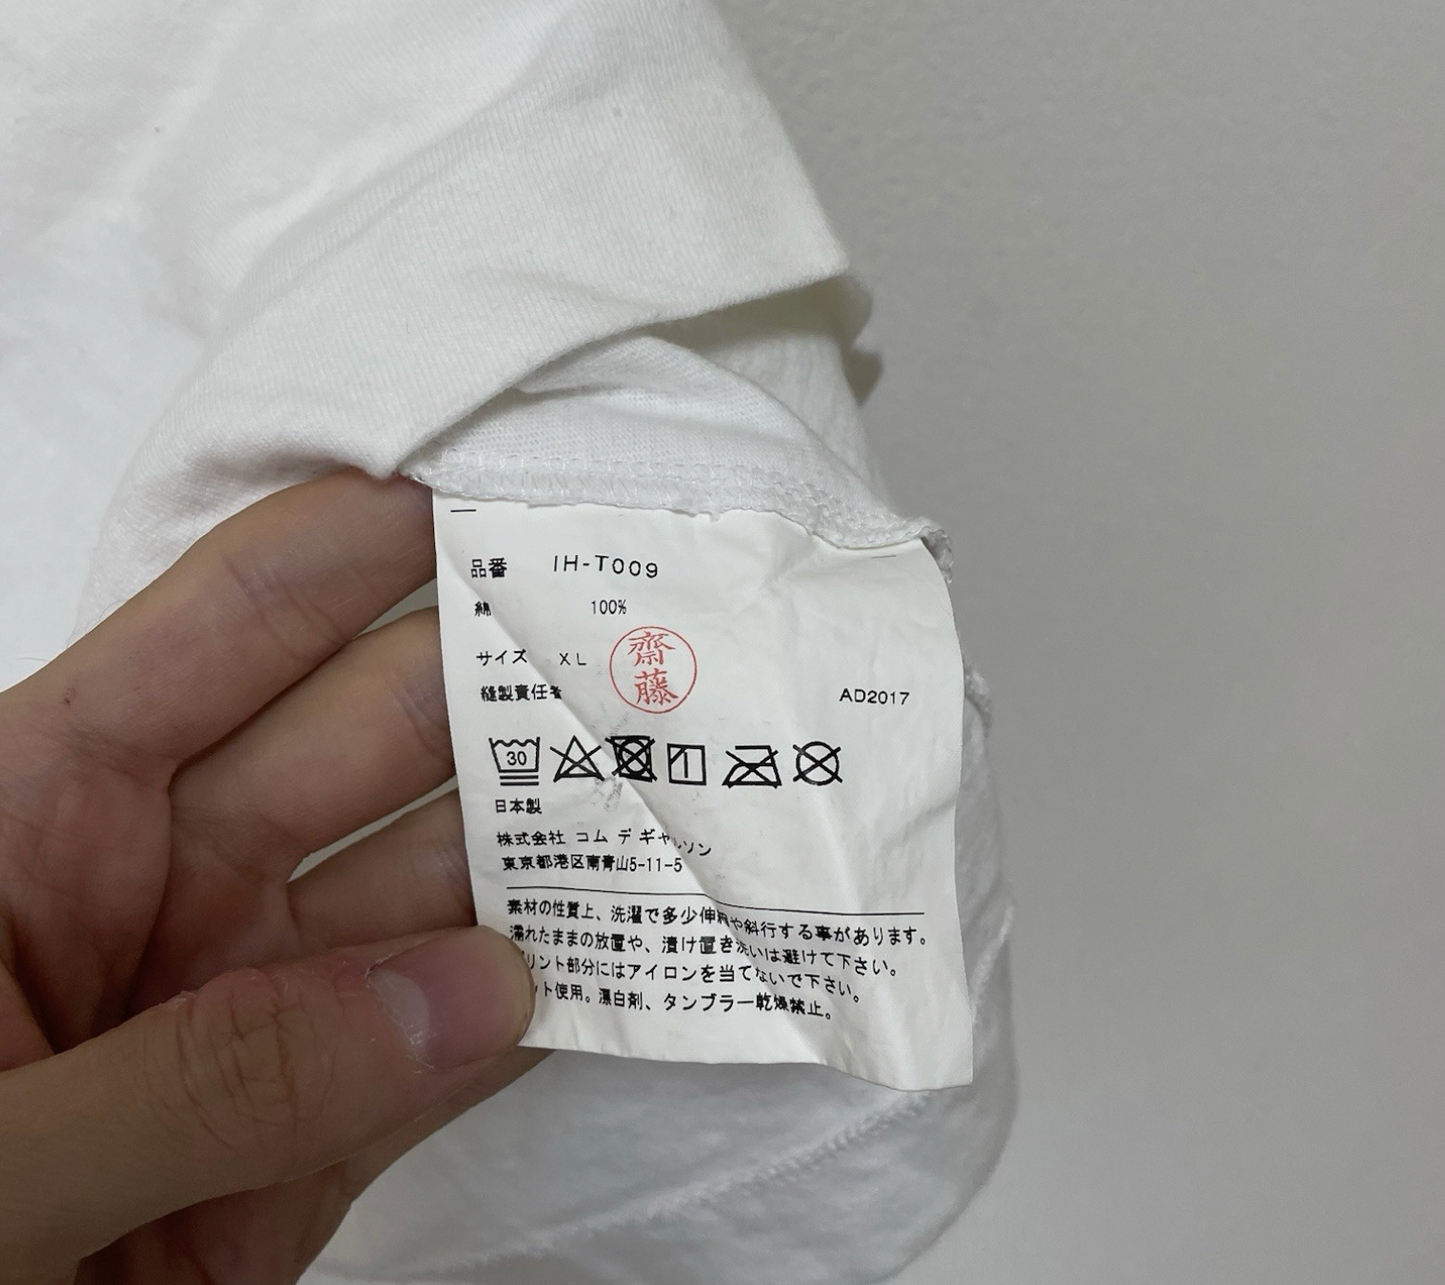 品番 IH-T009
綿 100%
サイズ XL
齋藤
縫製責任者
AD2017
30
日本製
株式会社 コム デ ギャルソン
東京都港区南青山5-11-5
素材の性質上、洗濯で多少伸縮や斜行する事があります。
濡れたままの放置や、漬け置き洗いは避けて下さい。
リント部分にはアイロンを当てないで下さい。
ット使用。漂白剤、タンブラー乾燥禁止。